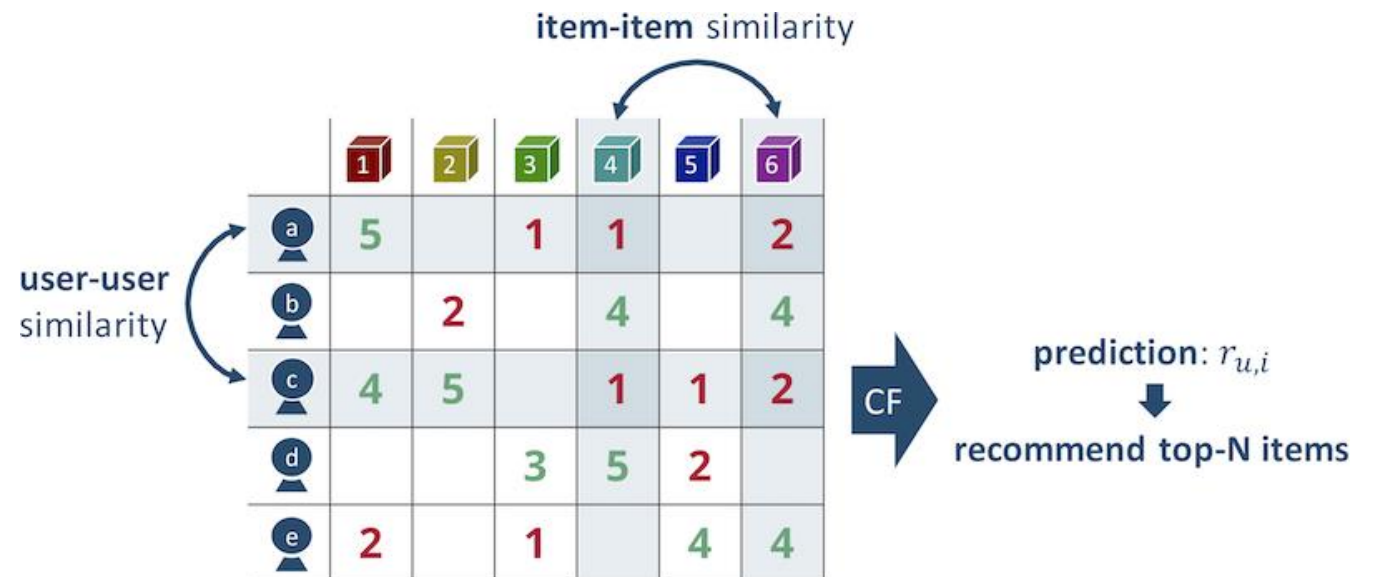 item-item similarity
1 2 3 4 5 6
a 5 1 1 2
user-user
similarity
b 2 4 4
c 4 5 1 1 2
CF
prediction: r_{u,i}
recommend top-N items
d 3 5 2
e 2 1 4 4